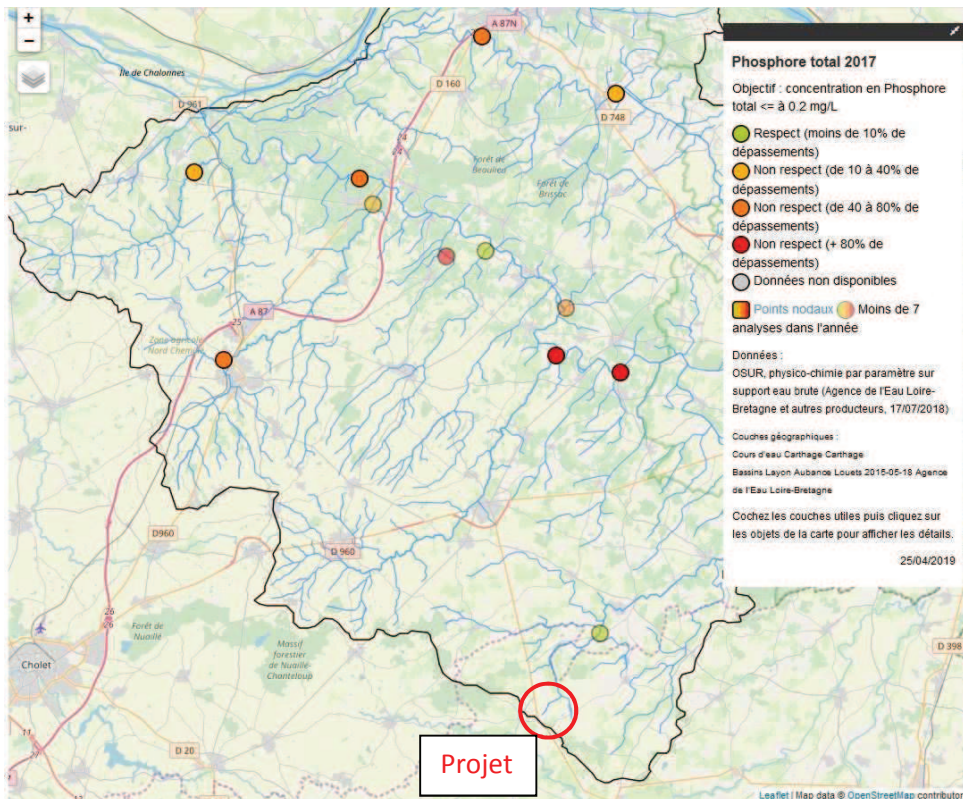 +
−
A 87N
Ile de Chalonnes
D 160
D 961
sur-
D 748
24
24
Forêt de
Beaulieu
Forêt de
Brissac
A 87
25
Zone agricole
Nord Chemillé
D960
D 960
26
26
Forêt de
Nuaillé
Cholet
Massif
forestier
de Nuaillé-
Chanteloup
D 398
D 20
Projet
Phosphore total 2017
Objectif : concentration en Phosphore
total <= à 0.2 mg/L
Respect (moins de 10% de
dépassements)
Non respect (de 10 à 40% de
dépassements)
Non respect (de 40 à 80% de
dépassements)
Non respect (+ 80% de
dépassements)
Données non disponibles
Points nodaux Moins de 7
analyses dans l'année
Données :
OSUR, physico-chimie par paramètre sur
support eau brute (Agence de l'Eau Loire-
Bretagne et autres producteurs, 17/07/2018)
Couches géographiques :
Cours d'eau Carthage Carthage
Bassins Layon Aubance Louets 2015-05-18 Agence
de l'Eau Loire-Bretagne
Cochez les couches utiles puis cliquez sur
les objets de la carte pour afficher les détails.
25/04/2019
Leaflet | Map data © OpenStreetMap contributor